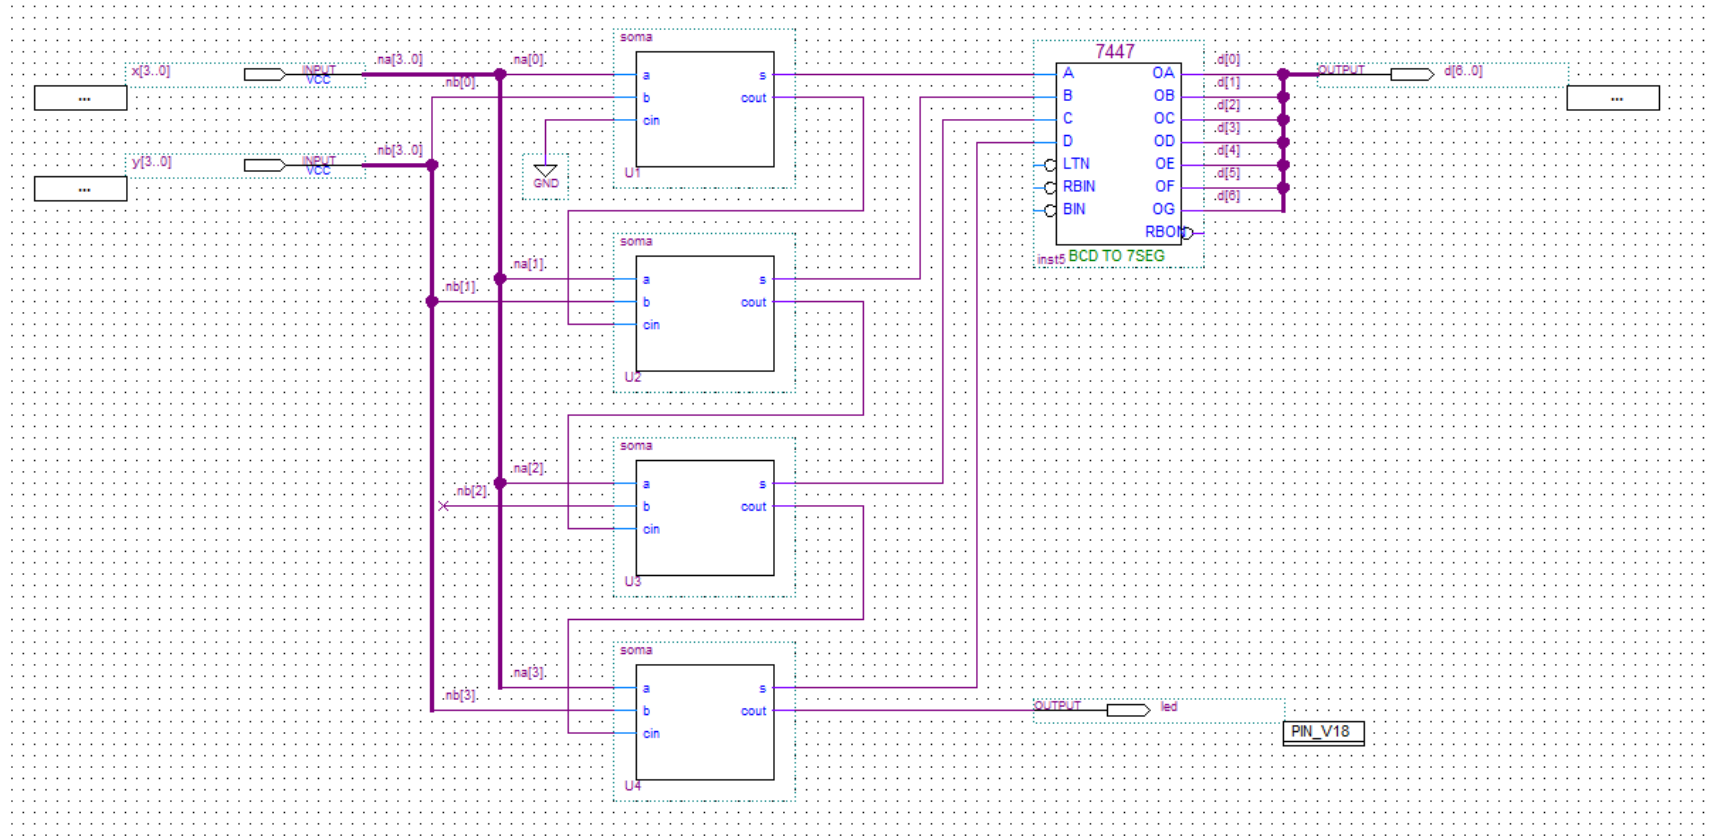 x[3..0]
INPUT
VCC
...
na[3..0]
na[0]
nb[0]
y[3..0]
INPUT
VCC
...
nb[3..0]
GND
soma
a
b
cin
s
cout
U1
na[1]
nb[1]
soma
a
b
cin
s
cout
U2
na[2]
nb[2]
soma
a
b
cin
s
cout
U3
na[3]
nb[3]
soma
a
b
cin
s
cout
U4
7447
A
B
C
D
LTN
RBIN
BIN
OA
OB
OC
OD
OE
OF
OG
RBON
inst5
BCD TO 7SEG
d[0]
d[1]
d[2]
d[3]
d[4]
d[5]
d[6]
OUTPUT
d[6..0]
...
OUTPUT
led
PIN_V18